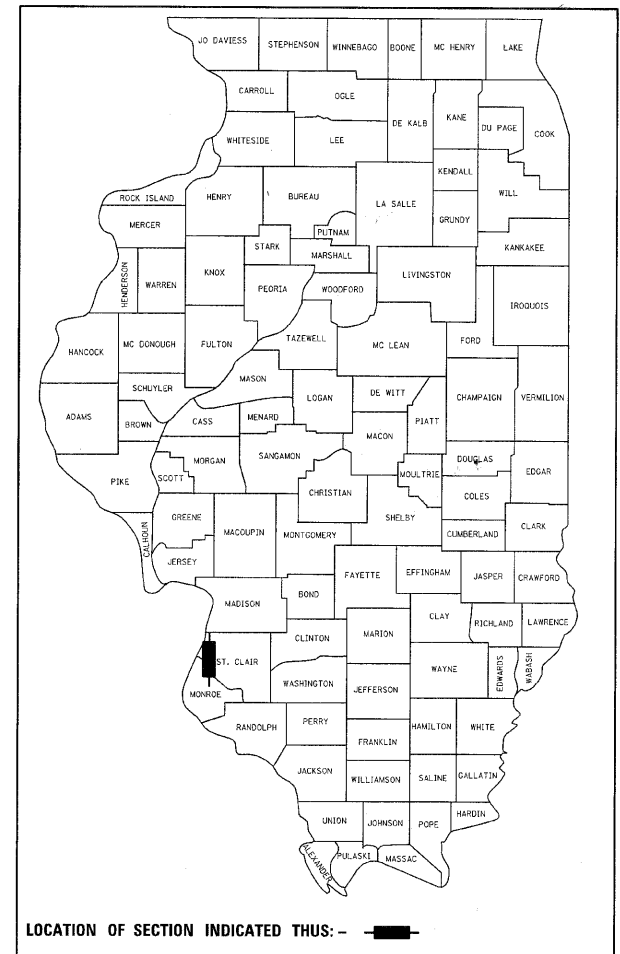 JO DAVIESS
STEPHENSON
WINNEBAGO
BOONE
MC HENRY
LAKE
CARROLL
OGLE
DE KALB
KANE
DU PAGE
COOK
WHITESIDE
LEE
KENDALL
WILL
ROCK ISLAND
HENRY
BUREAU
LA SALLE
GRUNDY
MERCER
PUTNAM
STARK
MARSHALL
KANKAKEE
HENDERSON
WARREN
KNOX
PEORIA
WOODFORD
LIVINGSTON
IROQUOIS
HANCOCK
MC DONOUGH
FULTON
TAZEWELL
MC LEAN
FORD
SCHUYLER
MASON
LOGAN
DE WITT
CHAMPAIGN
VERMILION
ADAMS
BROWN
CASS
MENARD
MACON
PIATT
PIKE
SCOTT
MORGAN
SANGAMON
MOULTRIE
DOUGLAS
EDGAR
CHRISTIAN
COLES
CALHOUN
GREENE
MACOUPIN
MONTGOMERY
SHELBY
CUMBERLAND
CLARK
JERSEY
FAYETTE
EFFINGHAM
JASPER
CRAWFORD
MADISON
BOND
CLAY
RICHLAND
LAWRENCE
ST. CLAIR
CLINTON
MARION
WAYNE
EDWARDS
WABASH
MONROE
WASHINGTON
JEFFERSON
RANDOLPH
PERRY
HAMILTON
WHITE
FRANKLIN
JACKSON
WILLIAMSON
SALINE
GALLATIN
UNION
JOHNSON
POPE
HARDIN
ALEXANDER
PULASKI
MASSAC
LOCATION OF SECTION INDICATED THUS: -